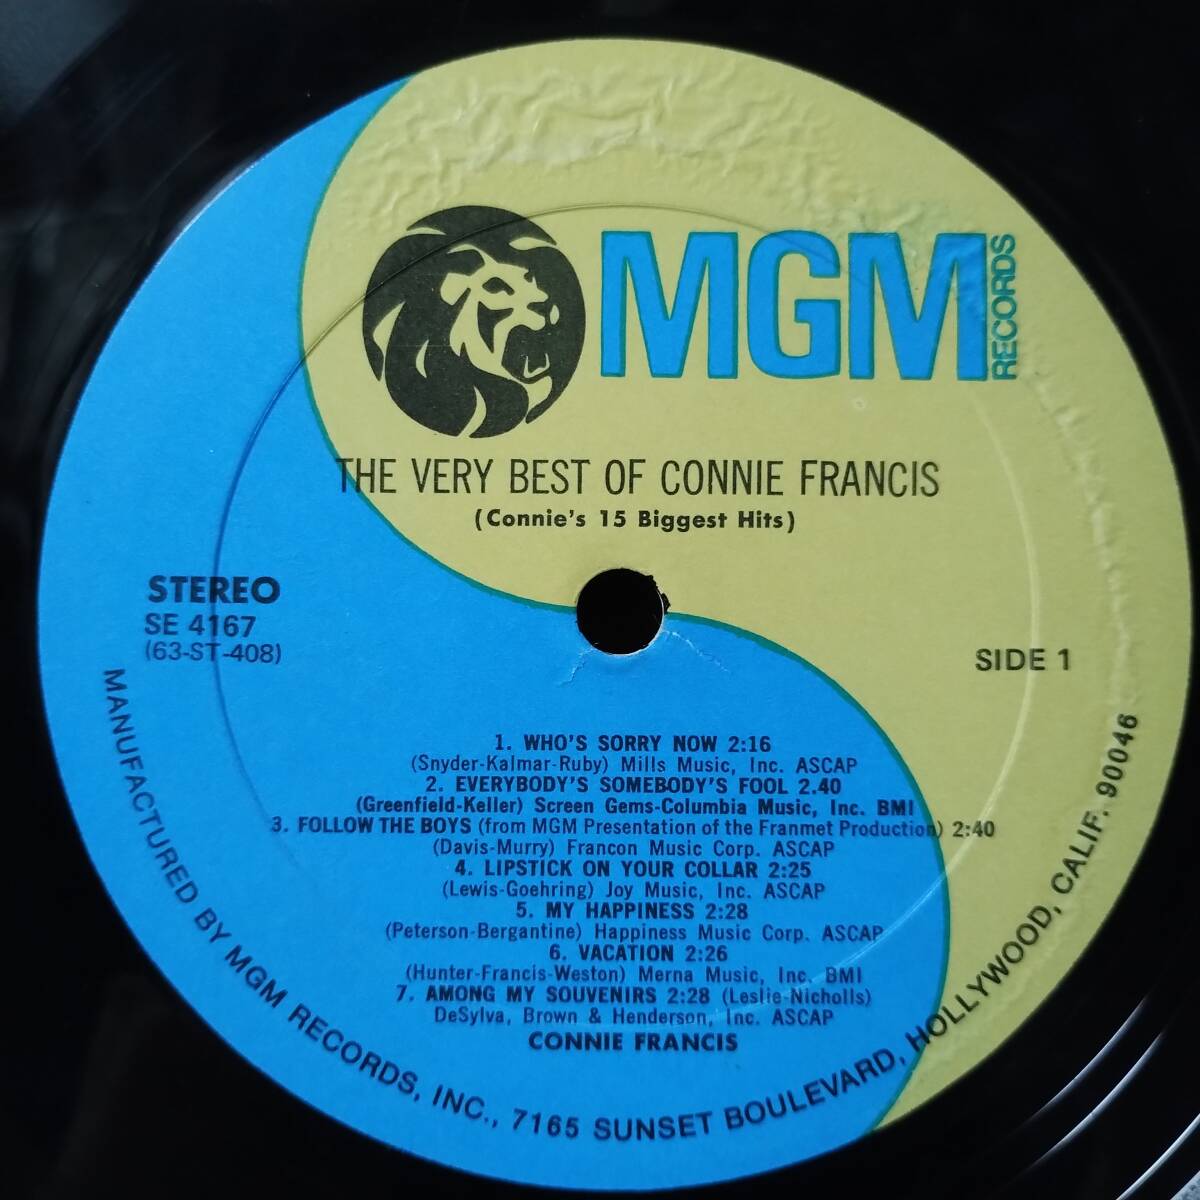 MGM
RECORDS
THE VERY BEST OF CONNIE FRANCIS
(Connie's 15 Biggest Hits)
STEREO
SE 4167
(63-ST-408)
SIDE 1
1. WHO'S SORRY NOW 2:16
(Snyder-Kalmar-Ruby) Mills Music, Inc. ASCAP
2. EVERYBODY'S SOMEBODY'S FOOL 2.40
(Greenfield-Keller) Screen Gems-Columbia Music, Inc. BMI
3. FOLLOW THE BOYS (from MGM Presentation of the Franmet Production) 2:40
(Davis-Murry) Francon Music Corp. ASCAP
4. LIPSTICK ON YOUR COLLAR 2:25
(Lewis-Goehring) Joy Music, Inc. ASCAP
5. MY HAPPINESS 2:28
(Peterson-Bergantine) Happiness Music Corp. ASCAP
6. VACATION 2:26
(Hunter-Francis-Weston) Merna Music, Inc. BMI
7. AMONG MY SOUVENIRS 2:28 (Leslie-Nicholls)
DeSylva, Brown & Henderson, Inc. ASCAP
CONNIE FRANCIS
MANUFACTURED BY MGM RECORDS, INC., 7165 SUNSET BOULEVARD, HOLLYWOOD, CALIF. 90046